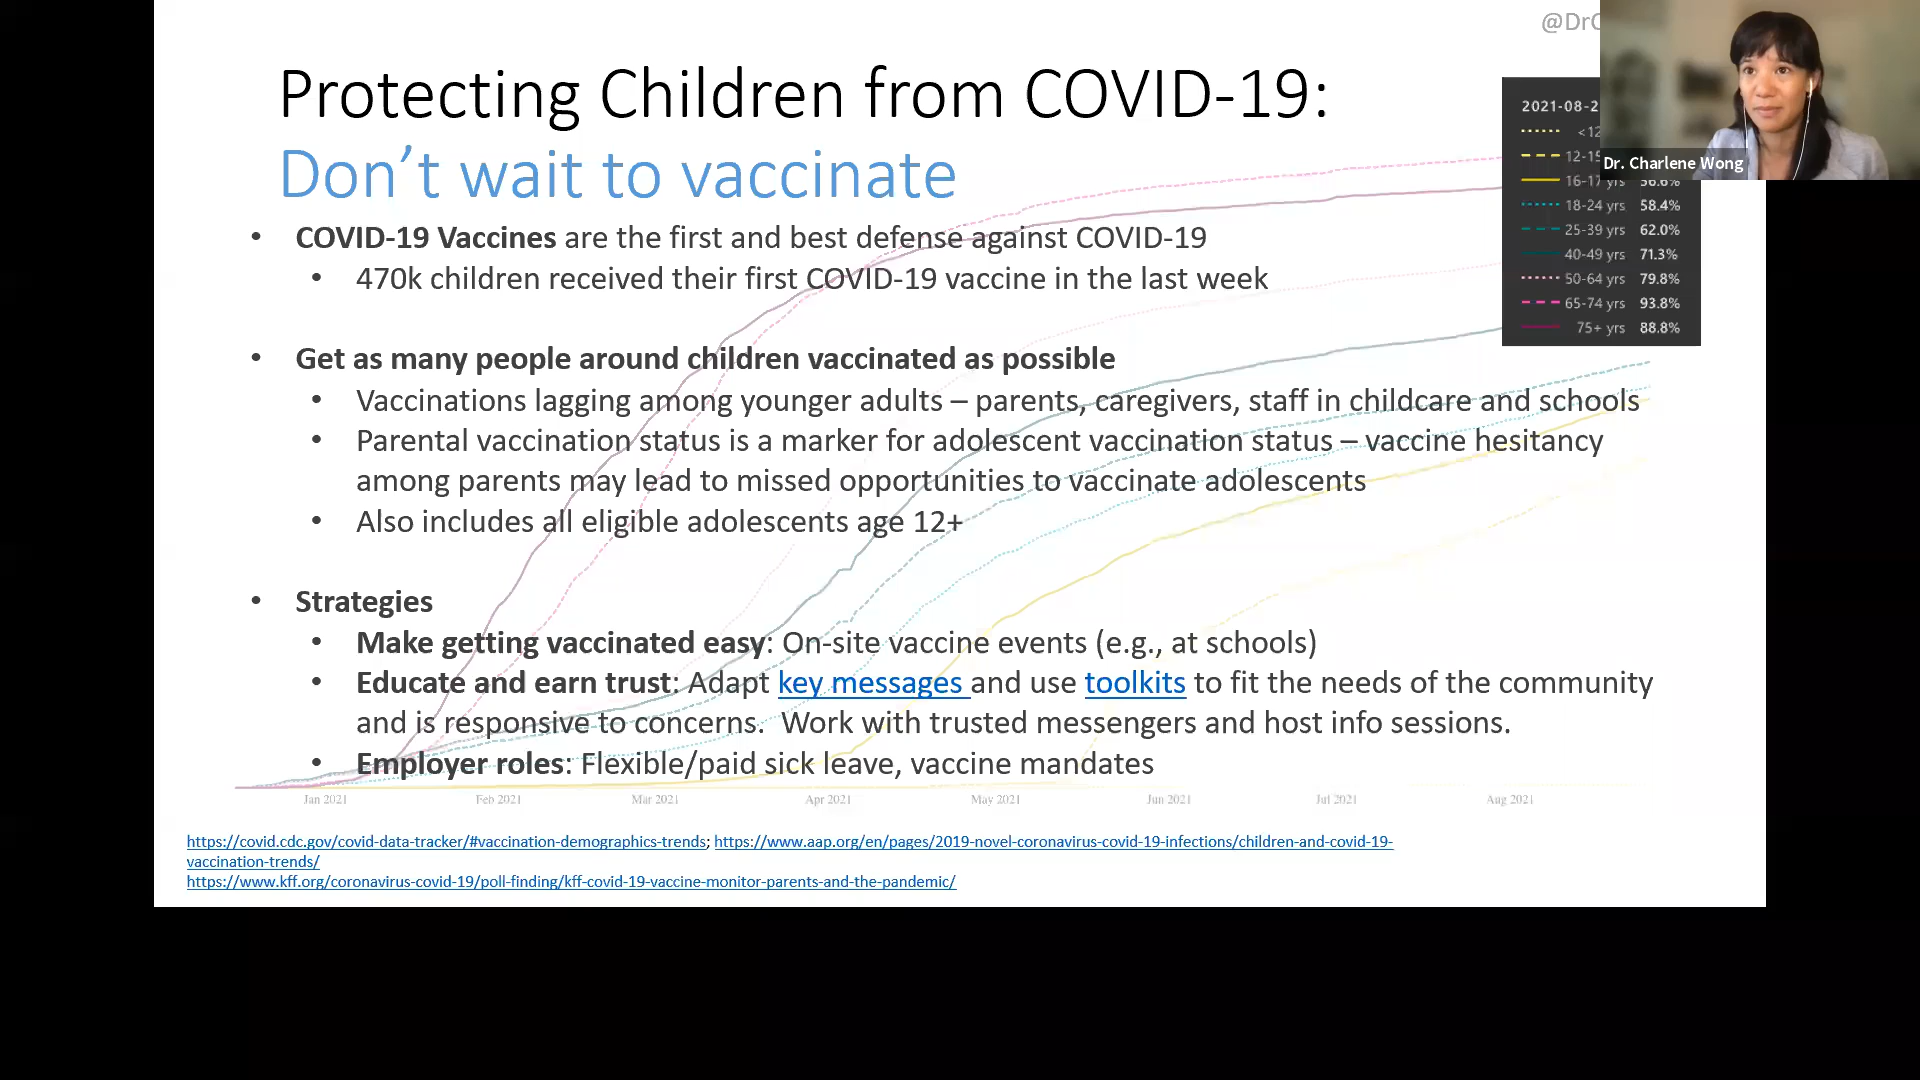 @Dr
Protecting Children from COVID-19:
Don't wait to vaccinate
• COVID-19 Vaccines are the first and best defense against COVID-19
• 470k children received their first COVID-19 vaccine in the last week
• Get as many people around children vaccinated as possible
• Vaccinations lagging among younger adults – parents, caregivers, staff in childcare and schools
• Parental vaccination status is a marker for adolescent vaccination status – vaccine hesitancy
among parents may lead to missed opportunities to vaccinate adolescents
• Also includes all eligible adolescents age 12+
• Strategies
• Make getting vaccinated easy: On-site vaccine events (e.g., at schools)
• Educate and earn trust: Adapt key messages and use toolkits to fit the needs of the community
and is responsive to concerns.  Work with trusted messengers and host info sessions.
• Employer roles: Flexible/paid sick leave, vaccine mandates
Jan 2021 Feb 2021 Mar 2021 Apr 2021 May 2021 Jun 2021 Jul 2021 Aug 2021
https://covid.cdc.gov/covid-data-tracker/#vaccination-demographics-trends; https://www.aap.org/en/pages/2019-novel-coronavirus-covid-19-infections/children-and-covid-19-
vaccination-trends/
https://www.kff.org/coronavirus-covid-19/poll-finding/kff-covid-19-vaccine-monitor-parents-and-the-pandemic/
2021-08-2
<12
12-15
16-17 yrs 56.6%
18-24 yrs 58.4%
25-39 yrs 62.0%
40-49 yrs 71.3%
50-64 yrs 79.8%
65-74 yrs 93.8%
75+ yrs 88.8%
Dr. Charlene Wong